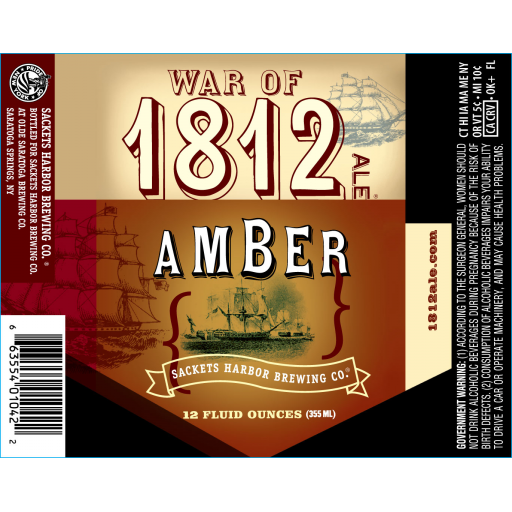 WAR OF
1812
ALE®
AMBER
SACKETS HARBOR BREWING CO.®
12 FLUID OUNCES (355 ML)
PRIDE OF
NEW YORK
SACKETS HARBOR BREWING CO.®
BOTTLED FOR SACKETS HARBOR BREWING CO.
AT OLDE SARATOGA BREWING CO.
SARATOGA SPRINGS, NY
6 63554 01042 2
1812ale.com
CT HI IA MA ME NY
OR VT 5¢ • MI 10¢
CA CRV • OK+ FL
GOVERNMENT WARNING: (1) ACCORDING TO THE SURGEON GENERAL, WOMEN SHOULD
NOT DRINK ALCOHOLIC BEVERAGES DURING PREGNANCY BECAUSE OF THE RISK OF
BIRTH DEFECTS. (2) CONSUMPTION OF ALCOHOLIC BEVERAGES IMPAIRS YOUR ABILITY
TO DRIVE A CAR OR OPERATE MACHINERY, AND MAY CAUSE HEALTH PROBLEMS.